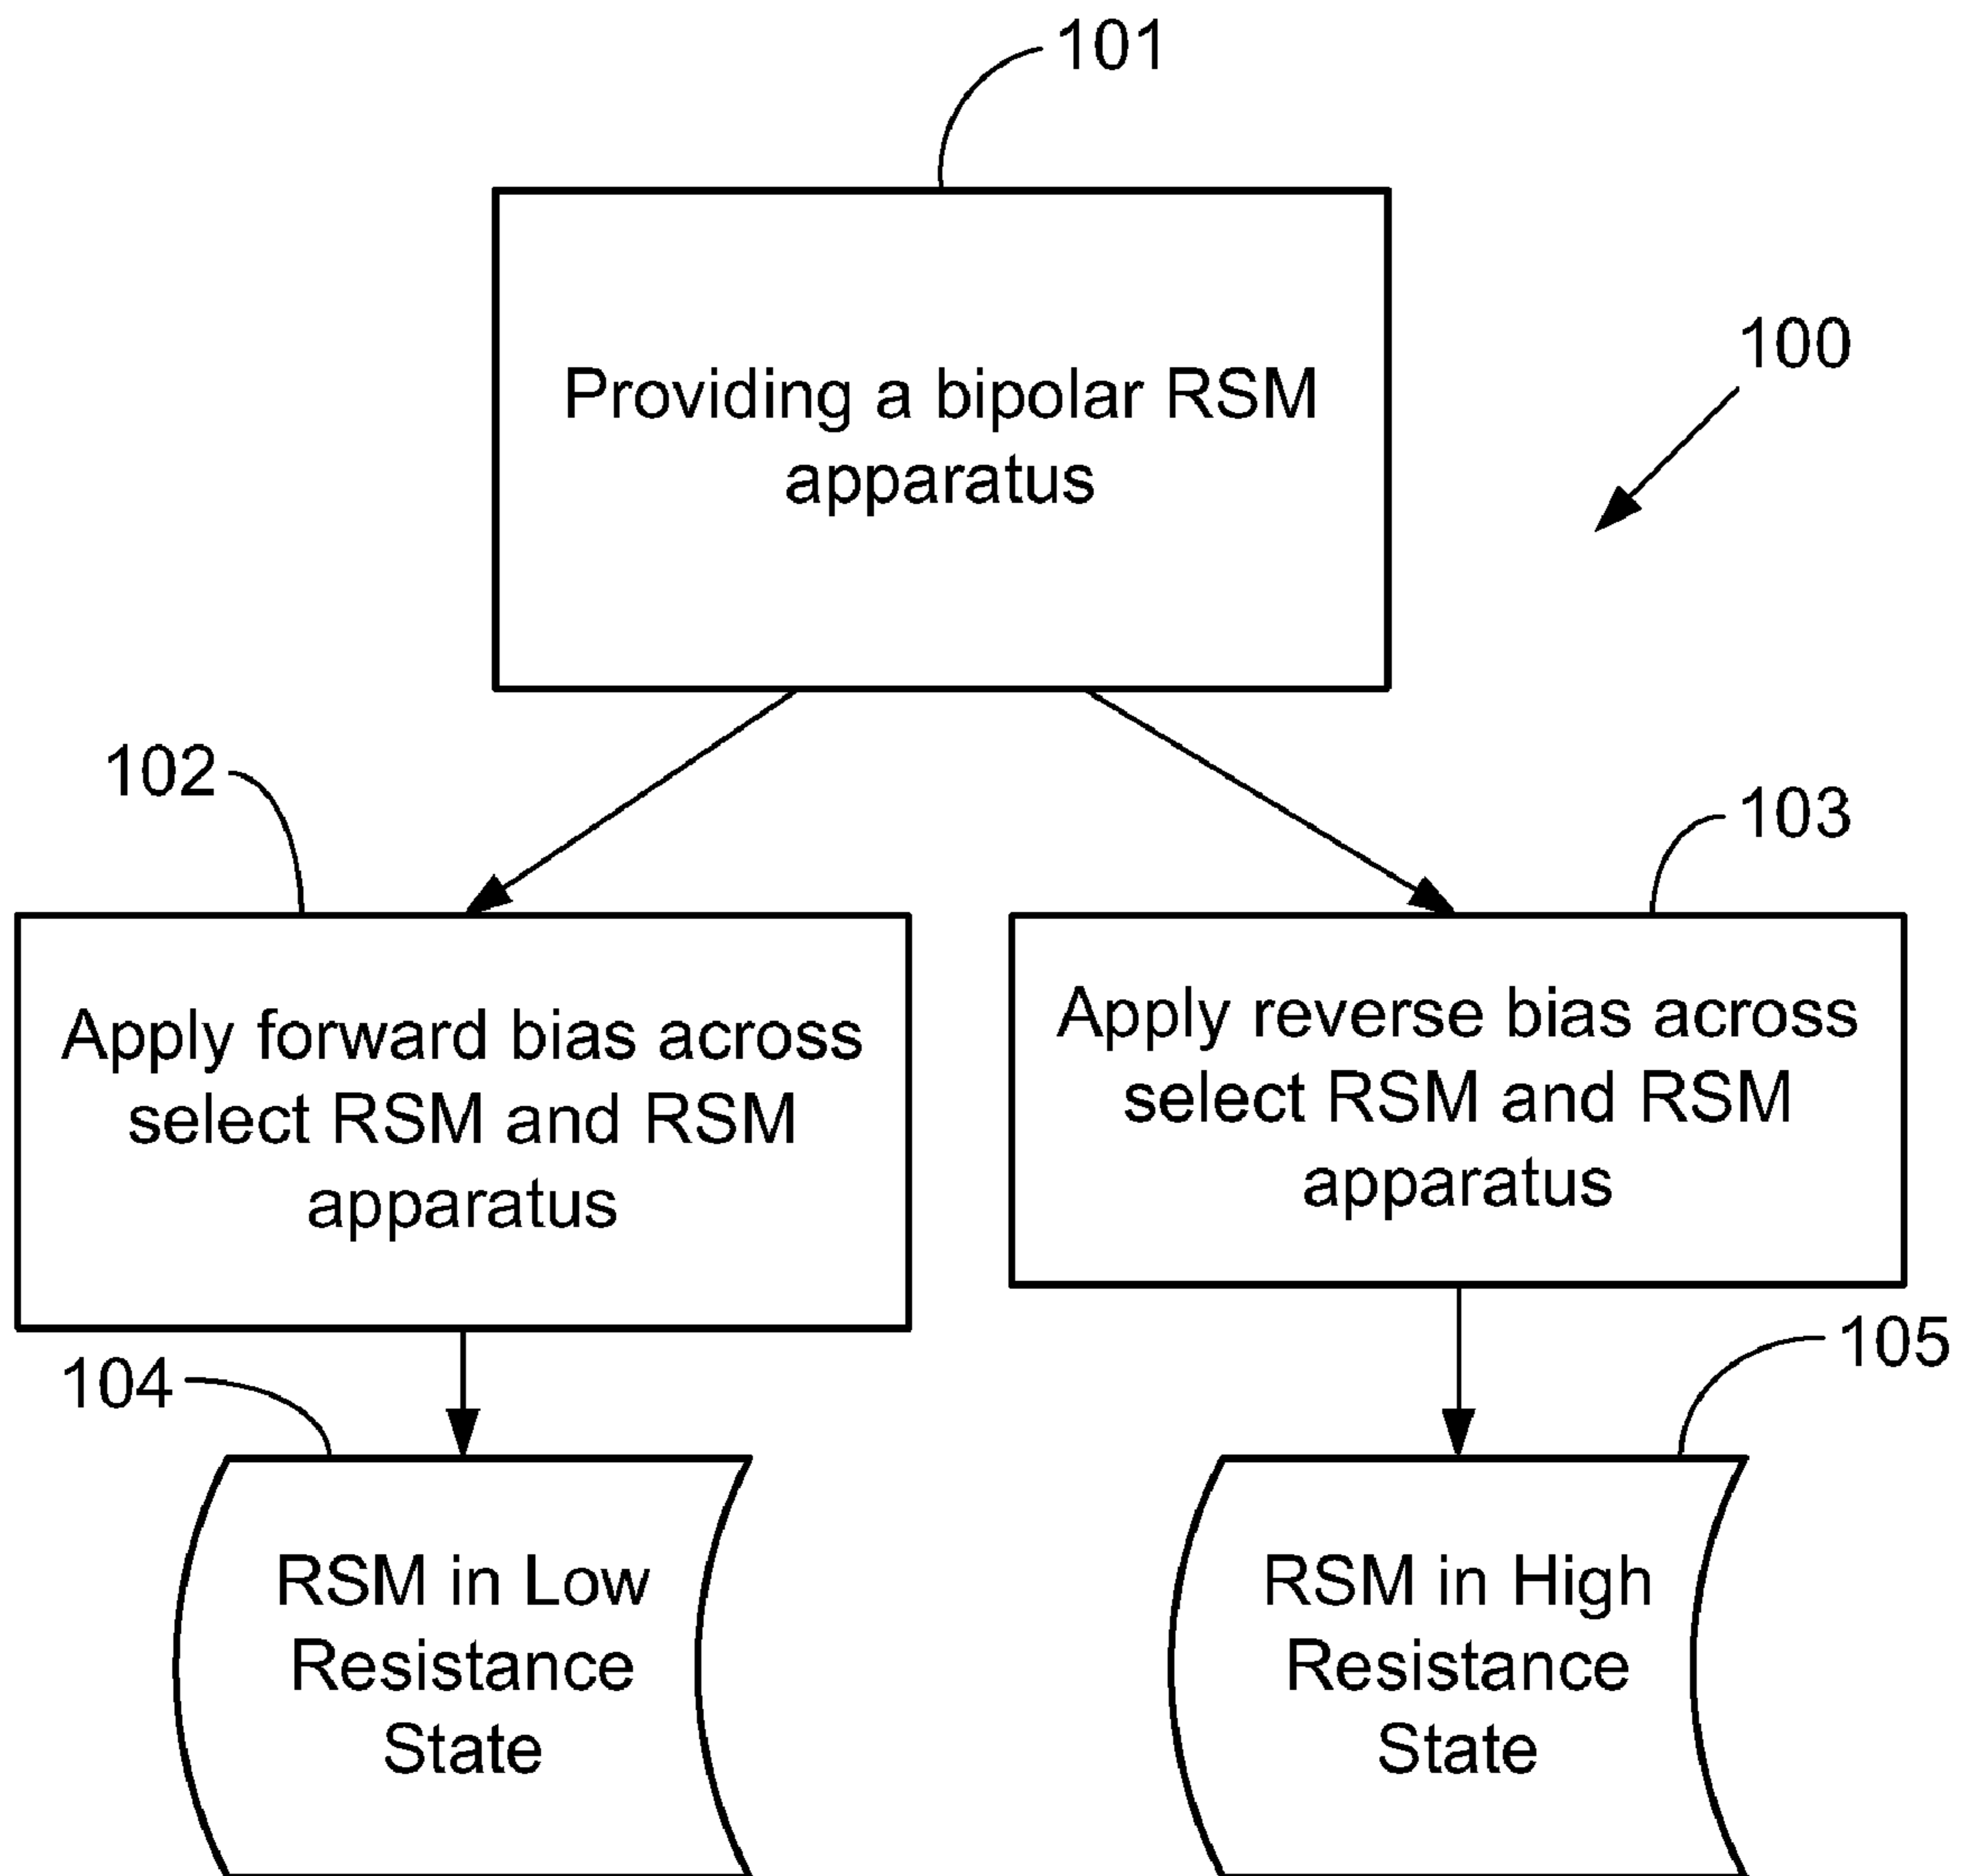 101
Providing a bipolar RSM
apparatus
100
102
103
Apply forward bias across
select RSM and RSM
apparatus
Apply reverse bias across
select RSM and RSM
apparatus
104
105
RSM in Low
Resistance
State
RSM in High
Resistance
State